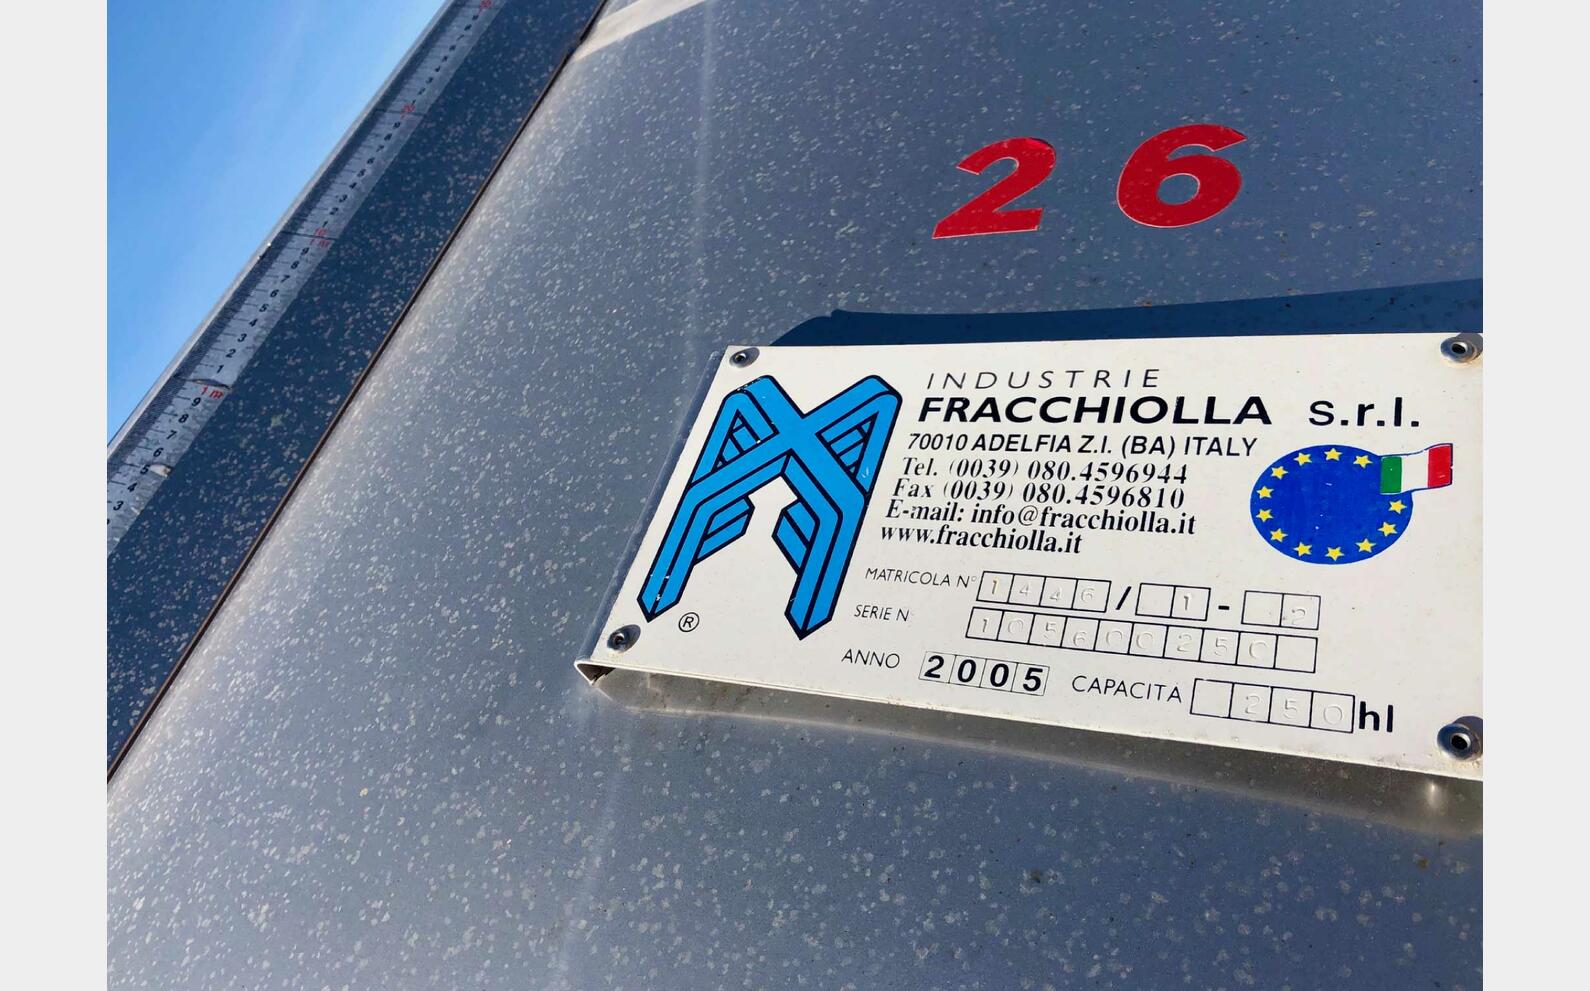 26
INDUSTRIE
FRACCHIOLLA s.r.l.
70010 ADELFIA Z.I. (BA) ITALY
Tel. (0039) 080.4596944
Fax (0039) 080.4596810
E-mail: info@fracchiolla.it
www.fracchiolla.it
MATRICOLA N° 1446/ 1- 2
SERIE N° 105600250
ANNO 2005 CAPACITA 250 hl
®